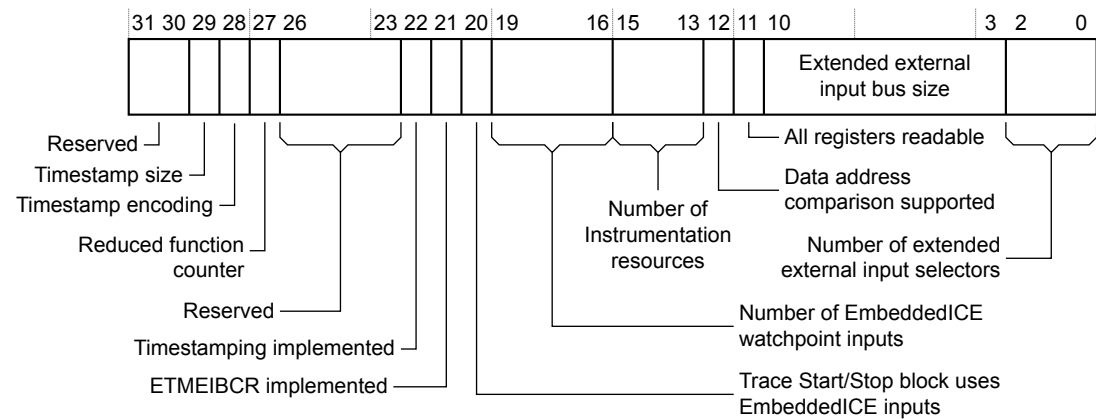 31 30 29 28 27 26 23 22 21 20 19 16 15 13 12 11 10 3 2 0
Extended external
input bus size
Reserved
All registers readable
Timestamp size
Data address
comparison supported
Timestamp encoding
Number of
Instrumentation
resources
Reduced function
counter
Number of extended
external input selectors
Reserved
Number of EmbeddedICE
watchpoint inputs
Timestamping implemented
ETMEIBCR implemented
Trace Start/Stop block uses
EmbeddedICE inputs